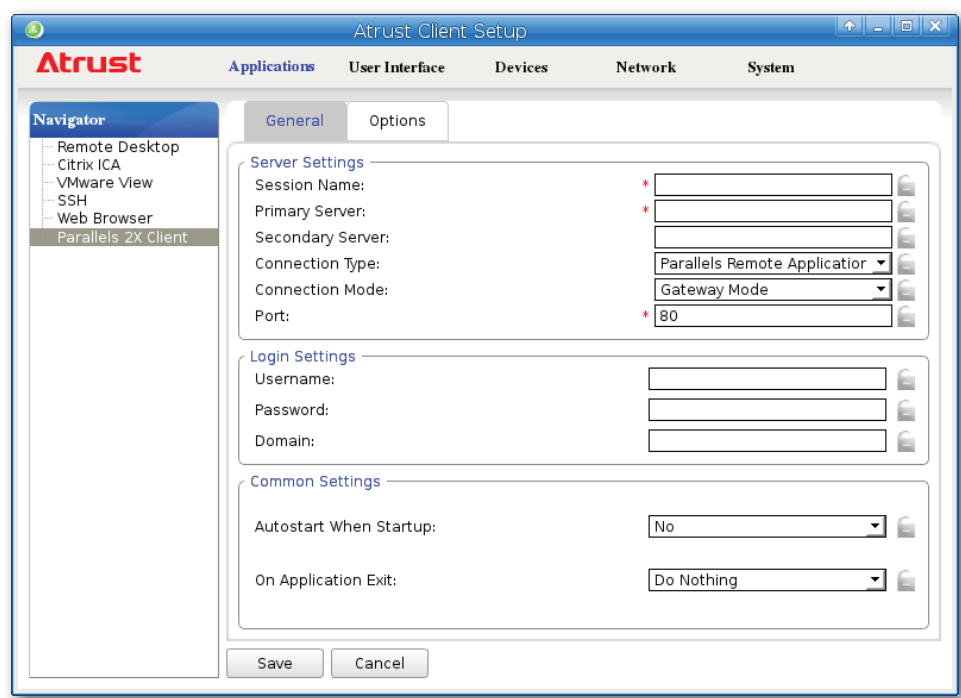 Atrust Client Setup
Atrust
Applications User Interface Devices Network System
Navigator
Remote Desktop
Citrix ICA
VMware View
SSH
Web Browser
Parallels 2X Client
General Options
Server Settings
Session Name: *
Primary Server: *
Secondary Server:
Connection Type: Parallels Remote Application
Connection Mode: Gateway Mode
Port: * 80
Login Settings
Username:
Password:
Domain:
Common Settings
Autostart When Startup: No
On Application Exit: Do Nothing
Save Cancel